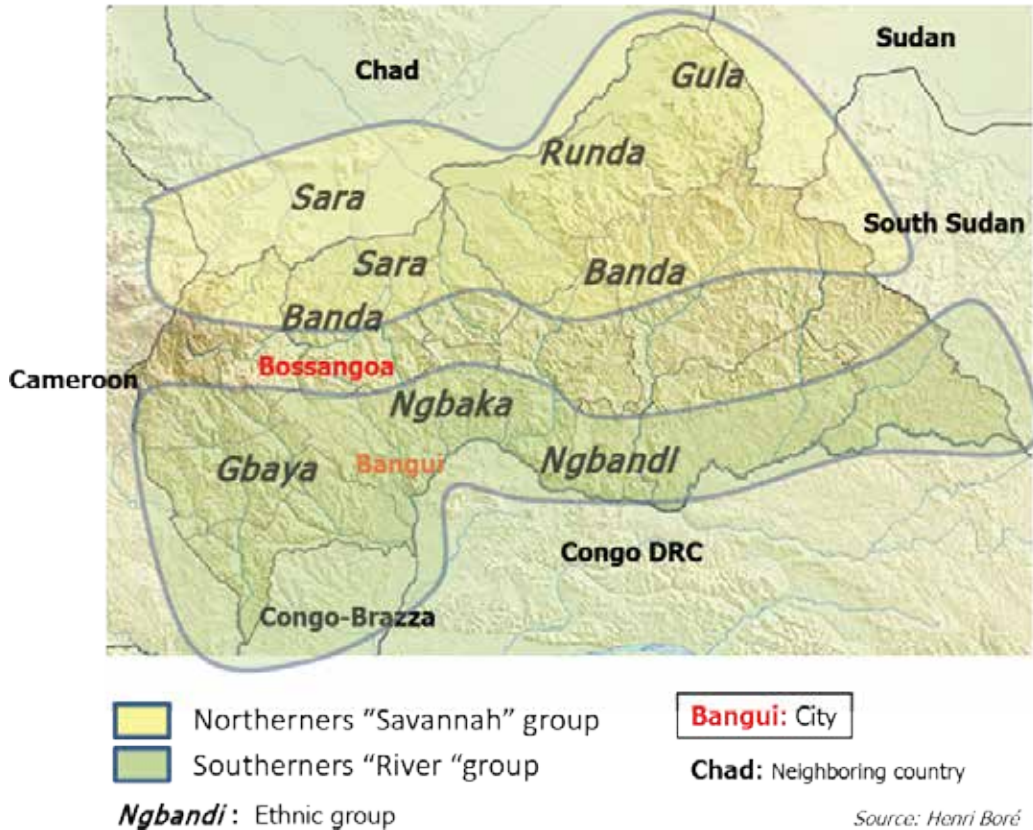 Sudan
Chad
Gula
Runda
Sara
South Sudan
Sara
Banda
Banda
Bossangoa
Cameroon
Ngbaka
Gbaya
Bangui
NgbandI
Congo DRC
Congo-Brazza
Northerners "Savannah" group
Southerners "River "group
Ngbandi : Ethnic group
Bangui: City
Chad: Neighboring country
Source: Henri Boré